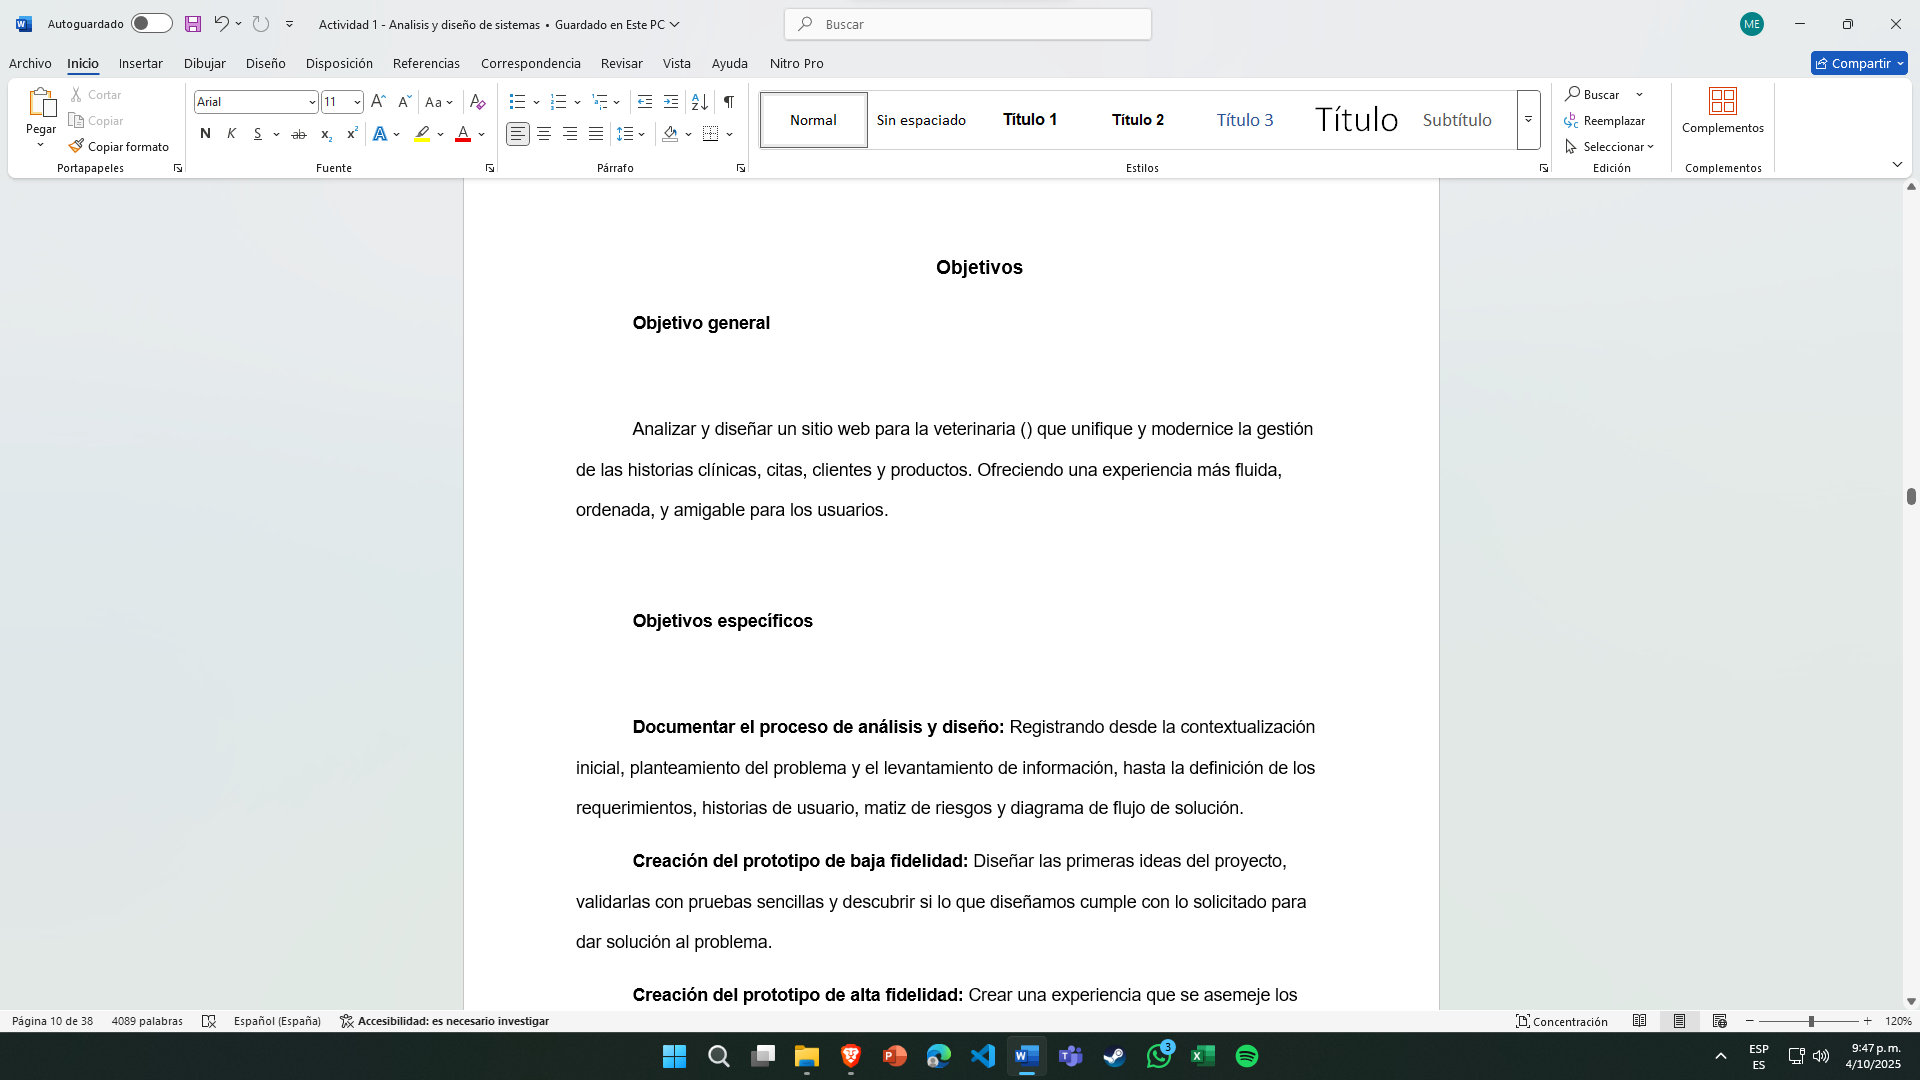 Autoguardado
Actividad 1 - Analisis y diseño de sistemas • Guardado en Este PC
Buscar
ME
Archivo Inicio Insertar Dibujar Diseño Disposición Referencias Correspondencia Revisar Vista Ayuda Nitro Pro
Compartir
Pegar
Cortar
Copiar
Copiar formato
Portapapeles
Arial 11
Fuente
Párrafo
Normal Sin espaciado Título 1 Título 2 Título 3 Título Subtítulo
Estilos
Buscar
Reemplazar
Seleccionar
Edición
Complementos
Complementos
Objetivos
Objetivo general
Analizar y diseñar un sitio web para la veterinaria () que unifique y modernice la gestión
de las historias clínicas, citas, clientes y productos. Ofreciendo una experiencia más fluida,
ordenada, y amigable para los usuarios.
Objetivos específicos
Documentar el proceso de análisis y diseño: Registrando desde la contextualización
inicial, planteamiento del problema y el levantamiento de información, hasta la definición de los
requerimientos, historias de usuario, matiz de riesgos y diagrama de flujo de solución.
Creación del prototipo de baja fidelidad: Diseñar las primeras ideas del proyecto,
validarlas con pruebas sencillas y descubrir si lo que diseñamos cumple con lo solicitado para
dar solución al problema.
Creación del prototipo de alta fidelidad: Crear una experiencia que se asemeje los
Página 10 de 38 4089 palabras Español (España) Accesibilidad: es necesario investigar
Concentración
120%
3
ESP
ES
9:47 p. m.
4/10/2025